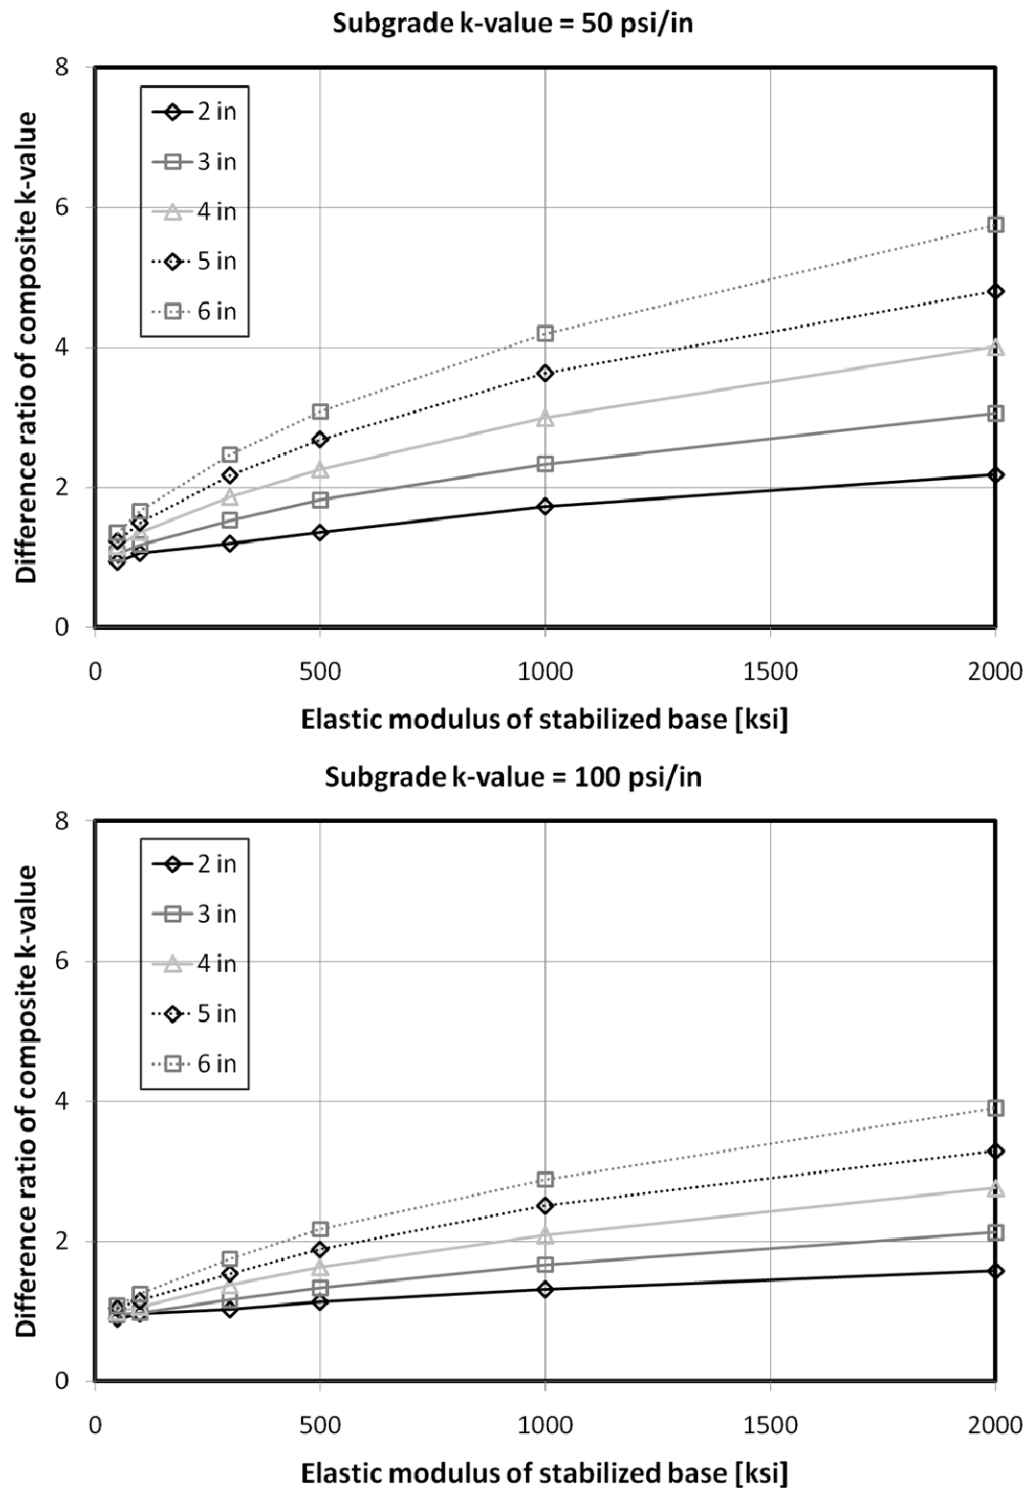 Subgrade k-value = 50 psi/in
Difference ratio of composite k-value
8
6
4
2
0
2 in
3 in
4 in
5 in
6 in
0 500 1000 1500 2000
Elastic modulus of stabilized base [ksi]
Subgrade k-value = 100 psi/in
Difference ratio of composite k-value
8
6
4
2
0
2 in
3 in
4 in
5 in
6 in
0 500 1000 1500 2000
Elastic modulus of stabilized base [ksi]